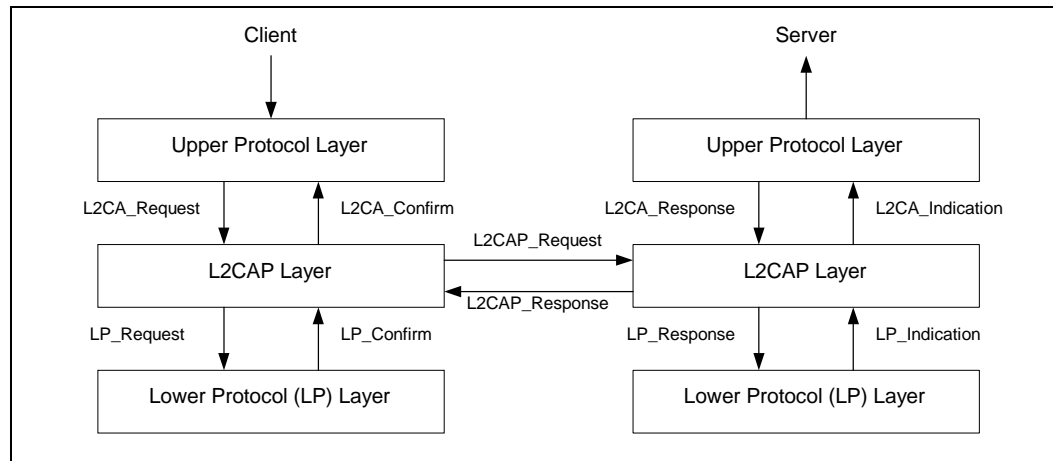 Client Server
Upper Protocol Layer Upper Protocol Layer
L2CA_Request L2CA_Confirm L2CA_Response L2CA_Indication
L2CAP_Request
L2CAP Layer L2CAP Layer
L2CAP_Response
LP_Request LP_Confirm LP_Response LP_Indication
Lower Protocol (LP) Layer Lower Protocol (LP) Layer